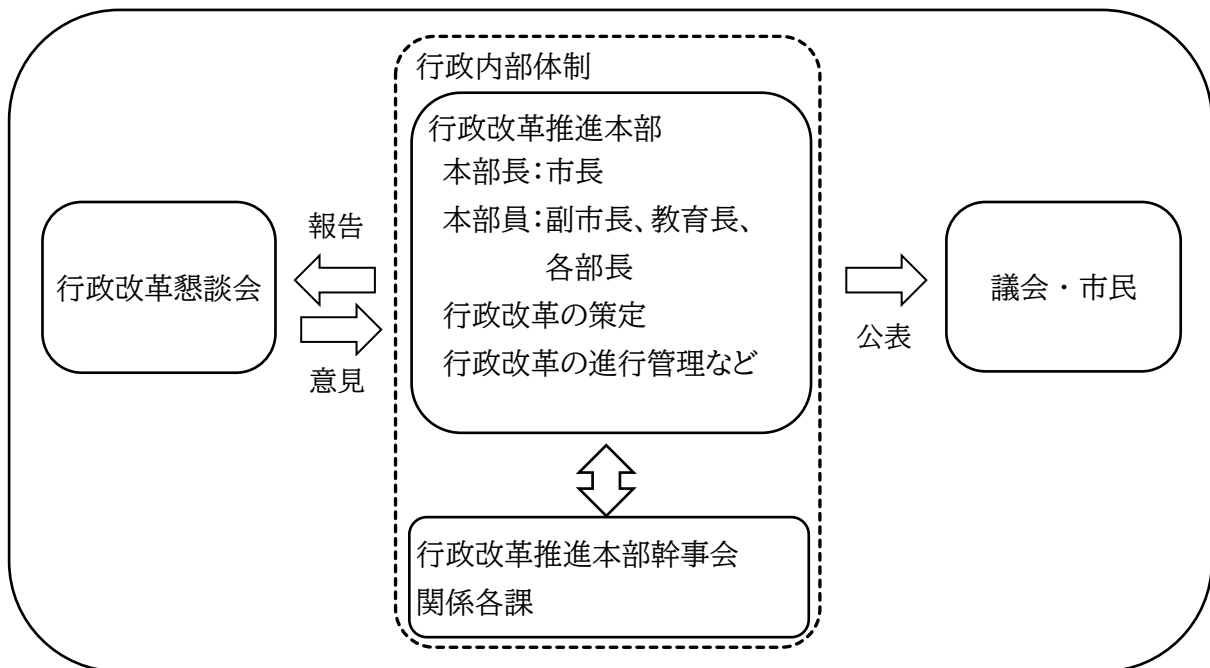 行政内部体制
行政改革推進本部
本部長：市長
本部員：副市長、教育長、
各部長
行政改革の策定
行政改革の進行管理など
報告
行政改革懇談会
意見
議会・市民
公表
行政改革推進本部幹事会
関係各課